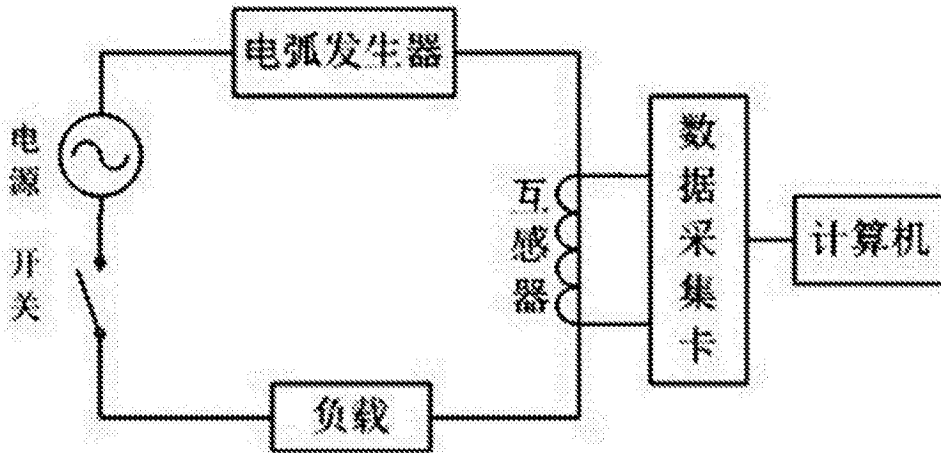 电弧发生器
电源
开关
互感器
数据采集卡
计算机
负载